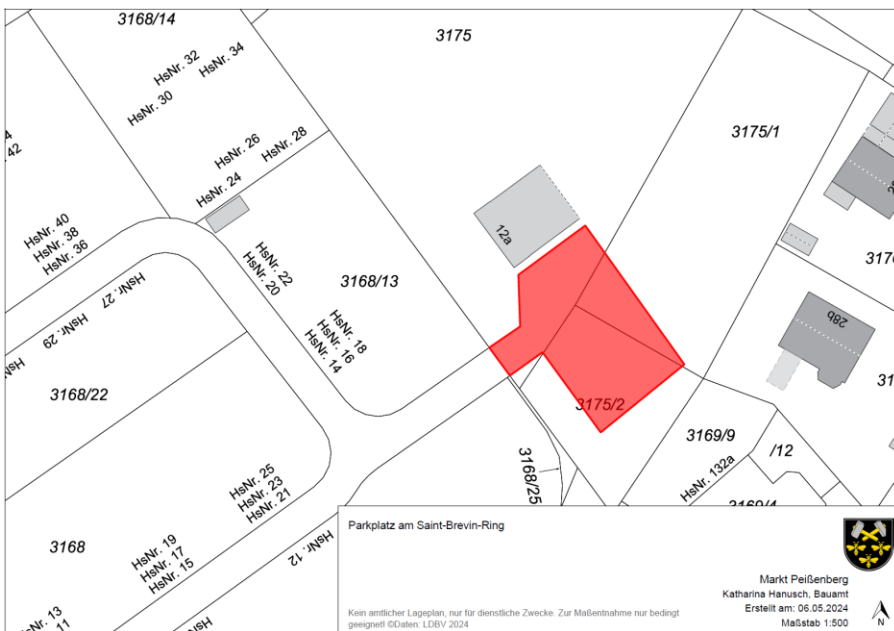 3168/14
3175
HsNr. 32
HsNr. 34
HsNr. 30
3175/1
HsNr. 26
HsNr. 28
42
HsNr. 24
HsNr. 40
HsNr. 38
HsNr. 36
12a
HsNr. 22
HsNr. 20
3168/13
HsNr. 27
HsNr. 29
HsNr. 18
HsNr. 16
HsNr. 14
28b
3168/22
3175/2
3169/9
/12
HsNr. 132a
3168/25
HsNr. 25
HsNr. 23
HsNr. 21
HsNr. 12
3168
HsNr. 19
HsNr. 17
HsNr. 15
HsNr. 13
11
Parkplatz am Saint-Brevin-Ring
Markt Peißenberg
Katharina Hanusch, Bauamt
Erstellt am: 06.05.2024
Maßstab 1:500
N
Kein amtlicher Lageplan, nur für dienstliche Zwecke. Zur Maßentnahme nur bedingt
geeignet! ©Daten: LDBV 2024